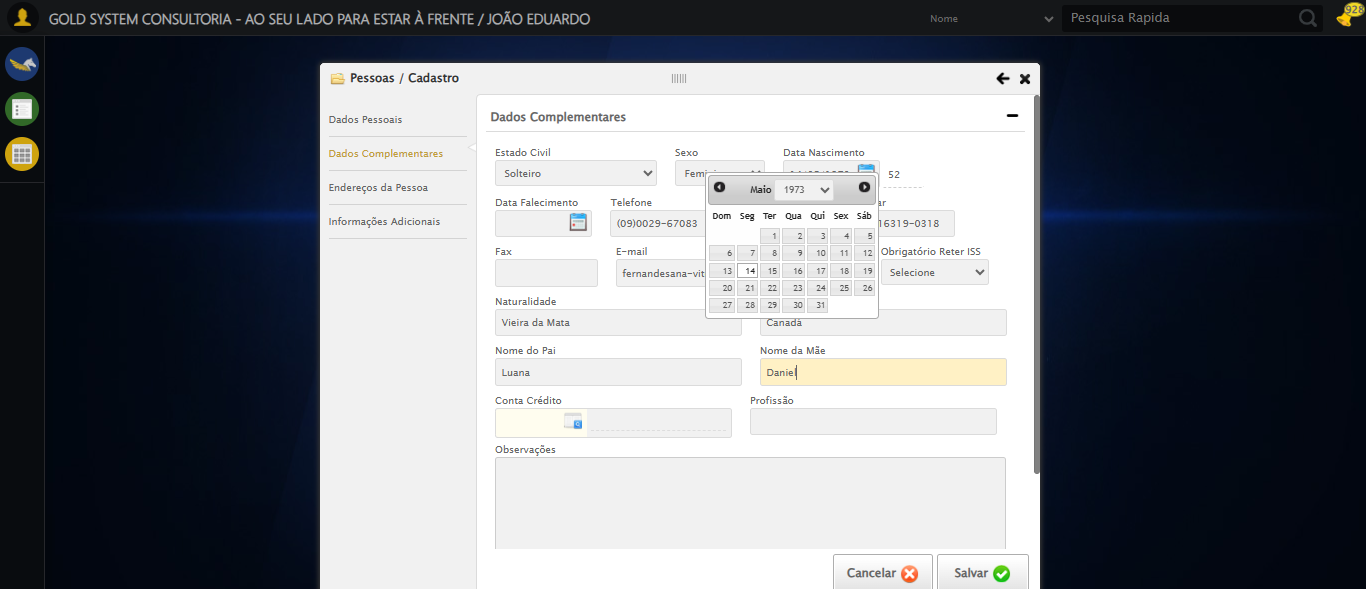 GOLD SYSTEM CONSULTORIA - AO SEU LADO PARA ESTAR À FRENTE / JOÃO EDUARDO
Nome
Pesquisa Rapida
928
Pessoas / Cadastro
Dados Pessoais
Dados Complementares
Endereços da Pessoa
Informações Adicionais
Dados Complementares
Estado Civil Sexo Data Nascimento
Solteiro
52
Maio 1973
Data Falecimento Telefone
(09)0029-67083
16319-0318
Dom Seg Ter Qua Qui Sex Sáb
1 2 3 4 5
6 7 8 9 10 11 12
13 14 15 16 17 18 19
20 21 22 23 24 25 26
27 28 29 30 31
Fax E-mail Obrigatório Reter ISS
fernandesana-vit
Selecione
Naturalidade
Vieira da Mata Canadá
Nome do Pai Nome da Mãe
Luana Daniel
Conta Crédito Profissão
Observações
Cancelar Salvar